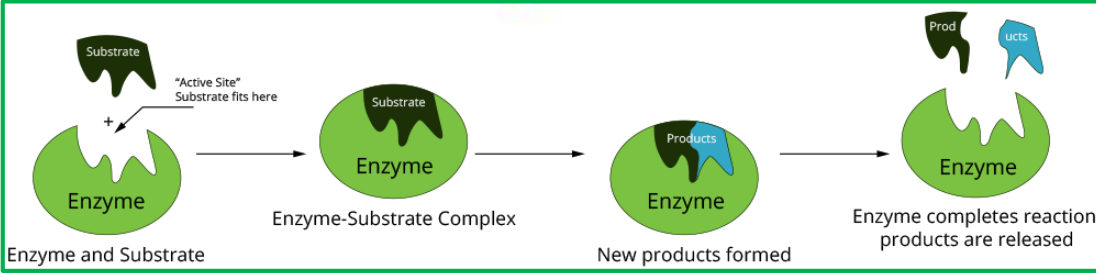 Substrate
"Active Site"
Substrate fits here
+
Enzyme
Enzyme and Substrate
Substrate
Enzyme
Enzyme-Substrate Complex
Products
Enzyme
New products formed
Prod
ucts
Enzyme
Enzyme completes reaction
products are released